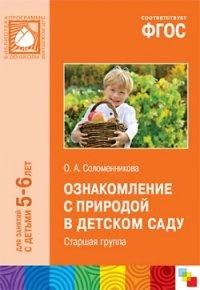 СООТВЕТСТВУЕТ
ФГОС
ДЛЯ ЗАНЯТИЙ
С ДЕТЬМИ 5-6 ЛЕТ
О. А. Соломенникова
ОЗНАКОМЛЕНИЕ
С ПРИРОДОЙ
В ДЕТСКОМ САДУ
Старшая группа